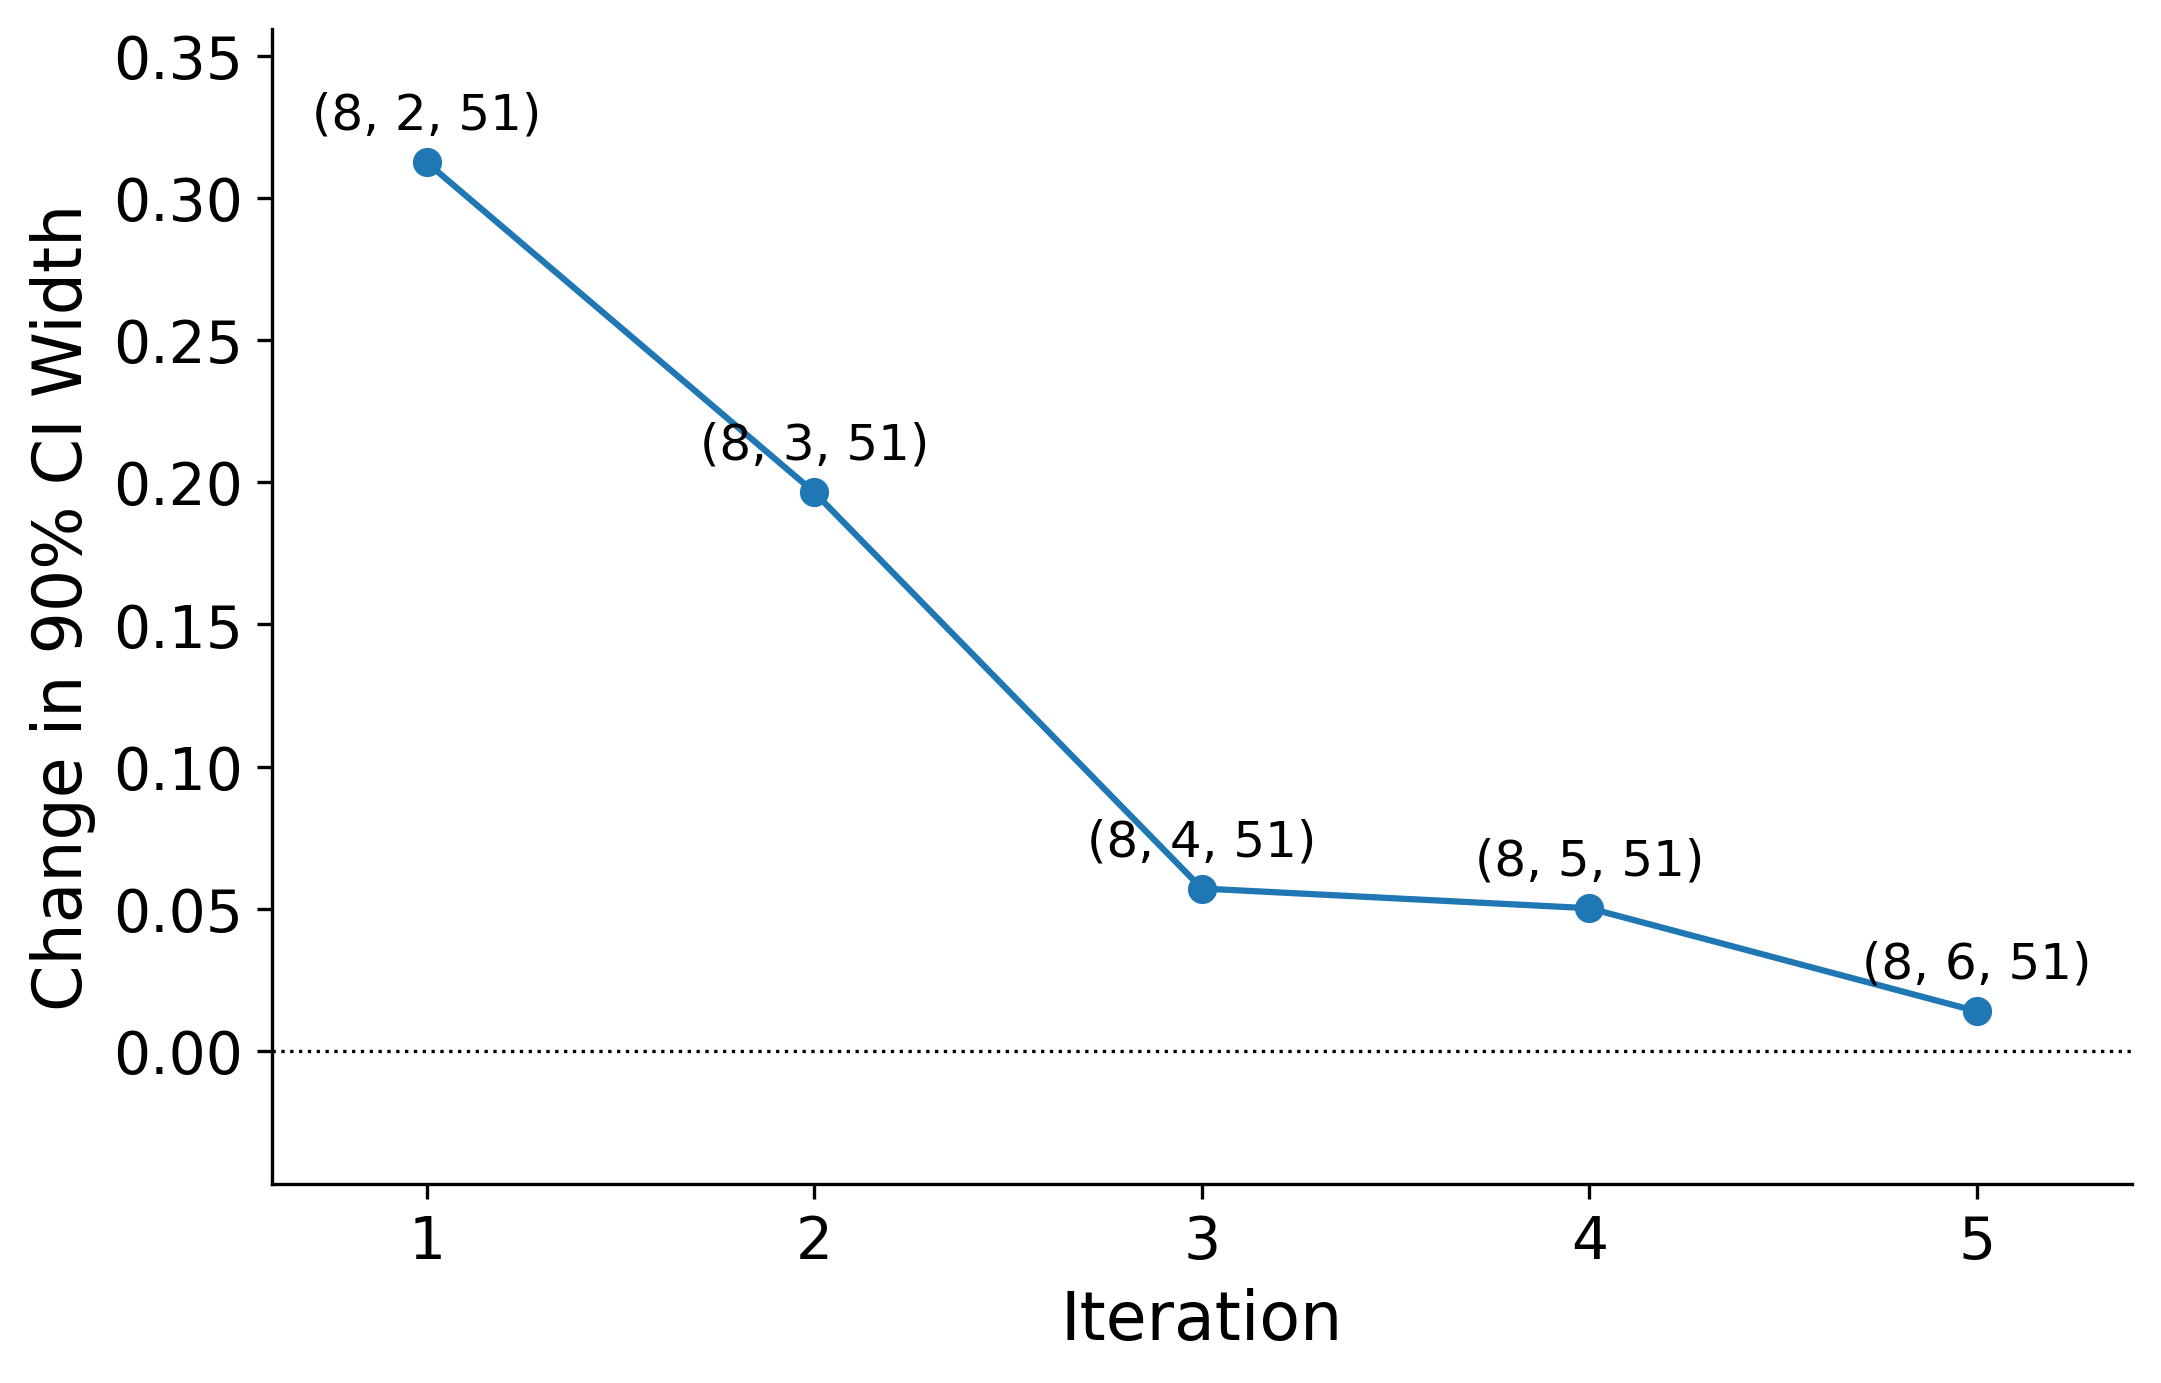 0.35
0.30
0.25
0.20
0.15
0.10
0.05
0.00
Change in 90% CI Width
(8, 2, 51)
(8, 3, 51)
(8, 4, 51)
(8, 5, 51)
(8, 6, 51)
1 2 3 4 5
Iteration